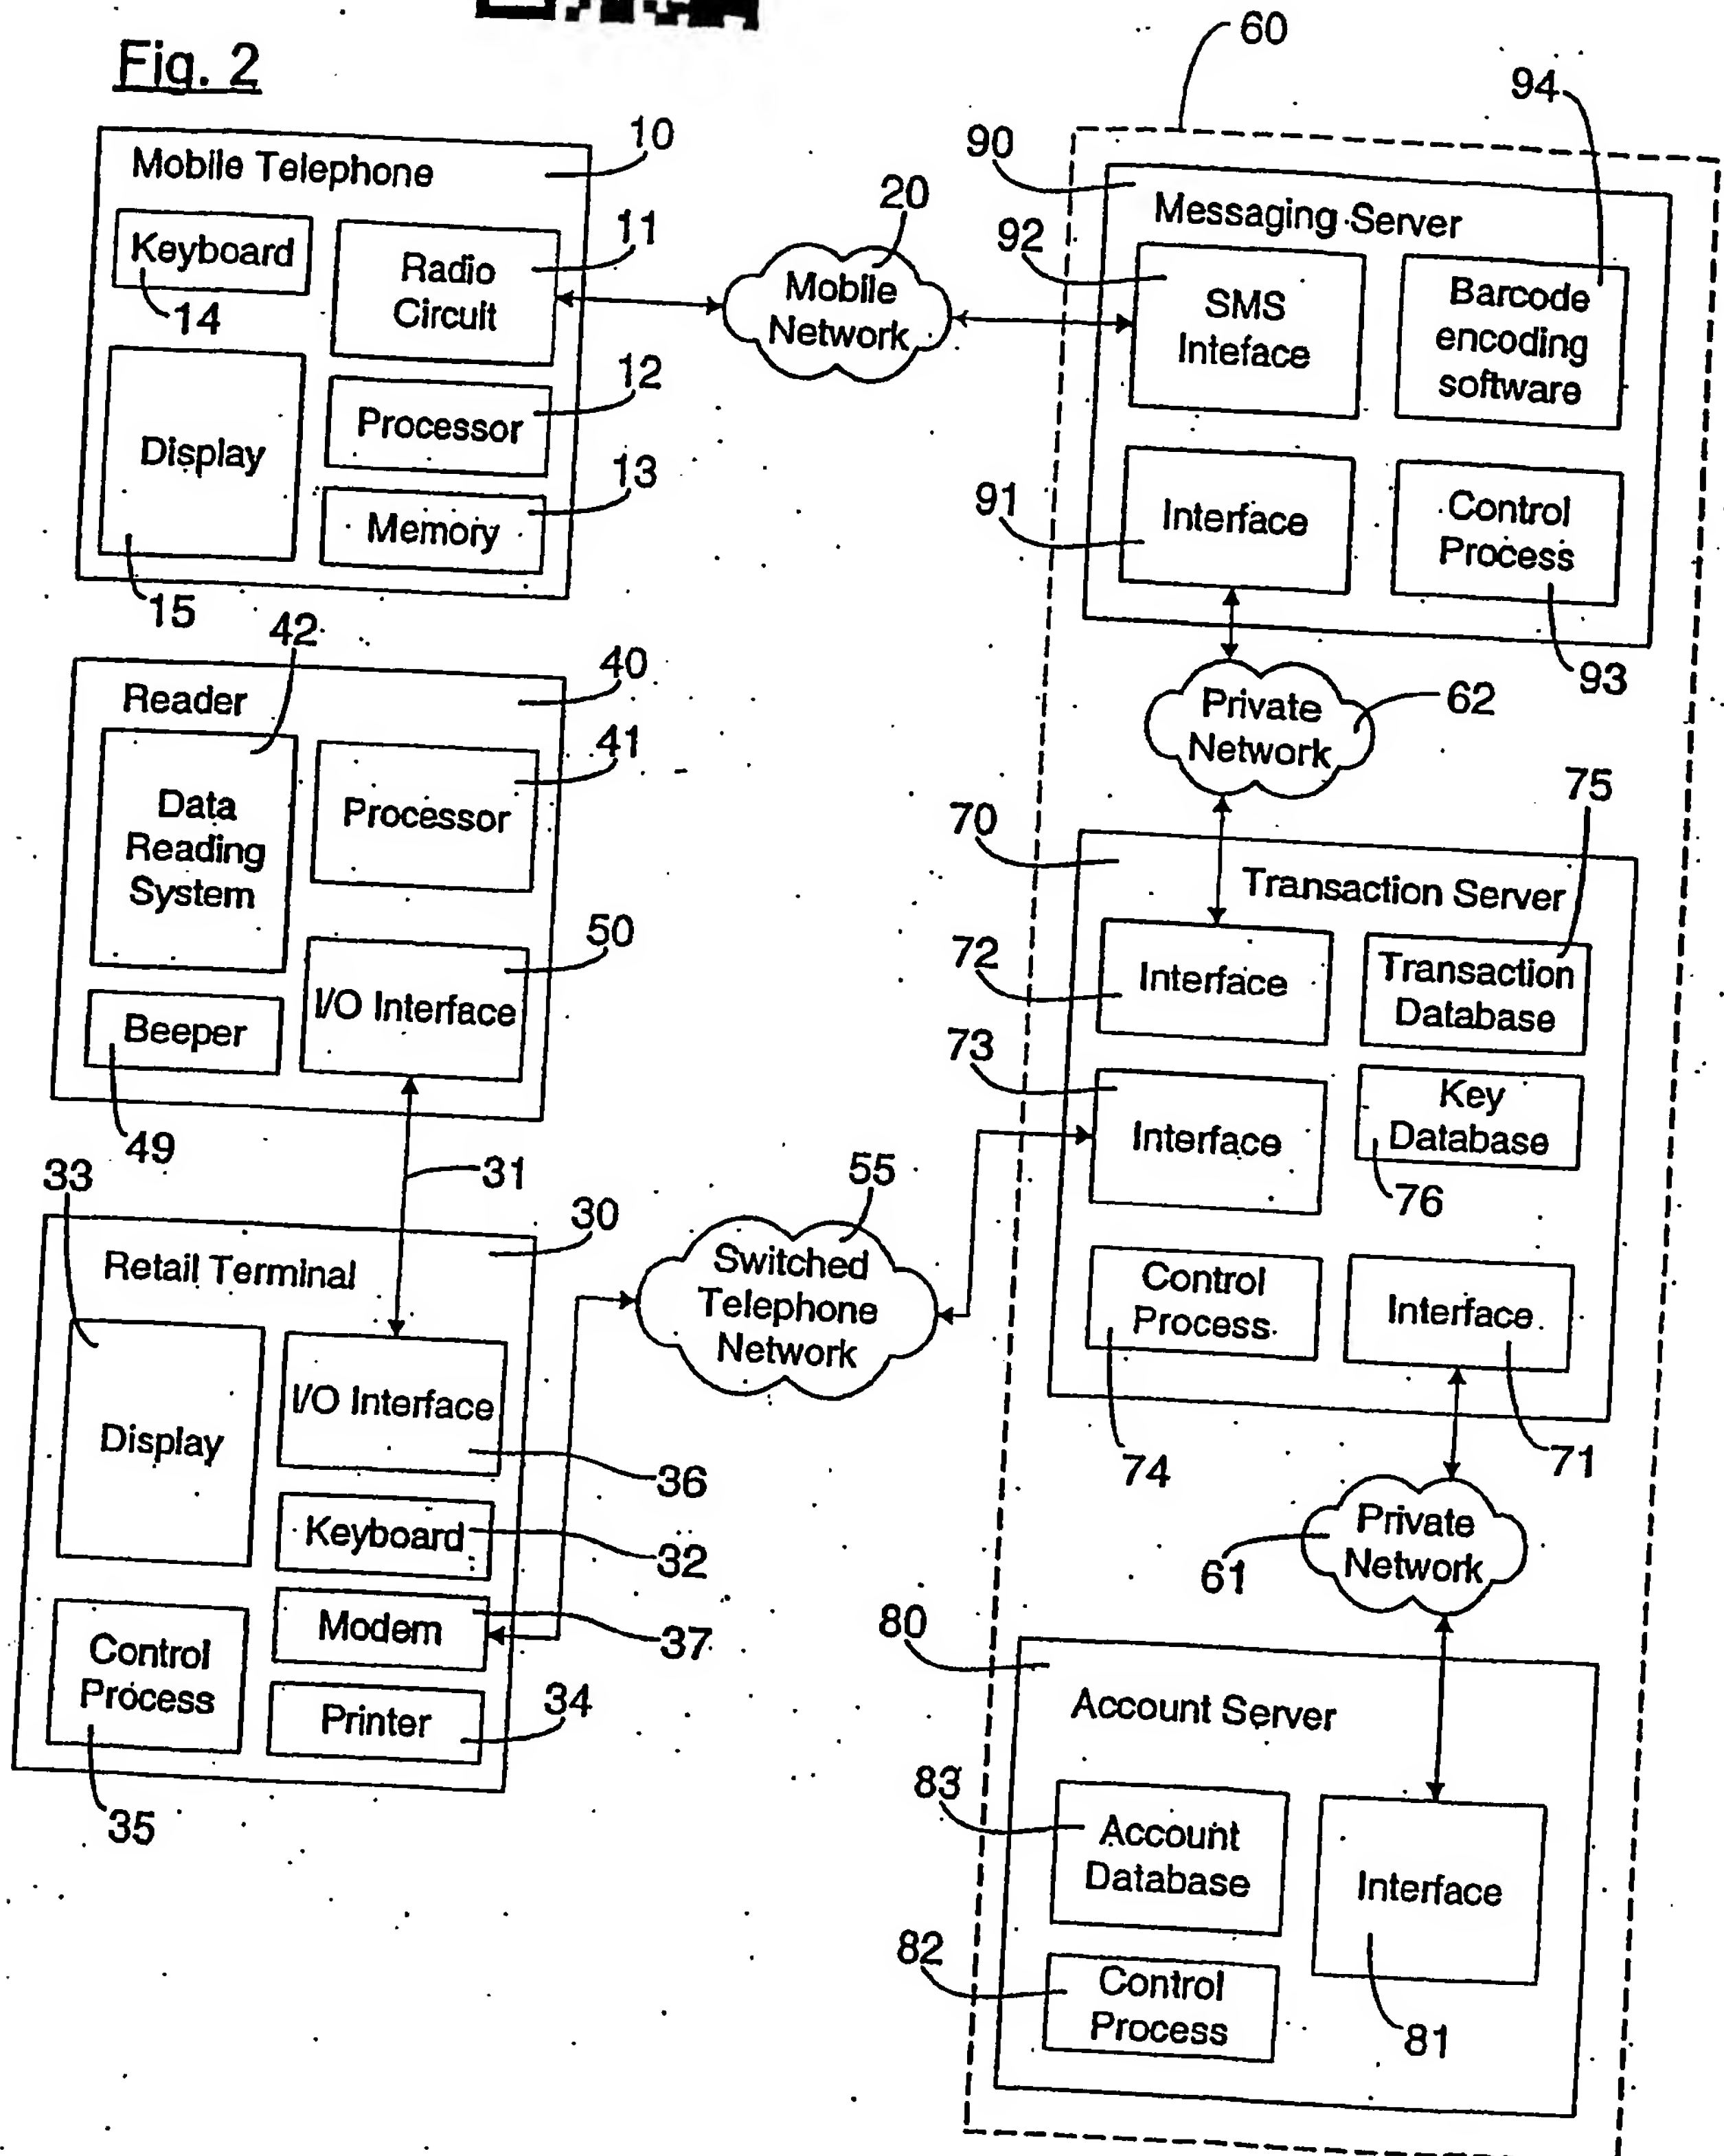 Fig. 2
60
94
10
Mobile Telephone
Keyboard
14
Radio
Circuit
11
12
Processor
Display
13
Memory
15
20
Mobile
Network
90
Messaging Server
92
SMS
Inteface
Barcode
encoding
software
91
Interface
Control
Process
93
Private
Network
62
42
40
Reader
Data
Reading
System
41
Processor
50
I/O Interface
Beeper
49
31
70
75
Transaction Server
72
Interface
Transaction
Database
73
Interface
Key
Database
76
Control
Process
74
Interface
71
33
30
Retail Terminal
Display
I/O Interface
36
Keyboard
32
Modem
37
Control
Process
35
Printer
34
55
Switched
Telephone
Network
Private
Network
61
80
Account Server
83
Account
Database
Interface
82
Control
Process
81